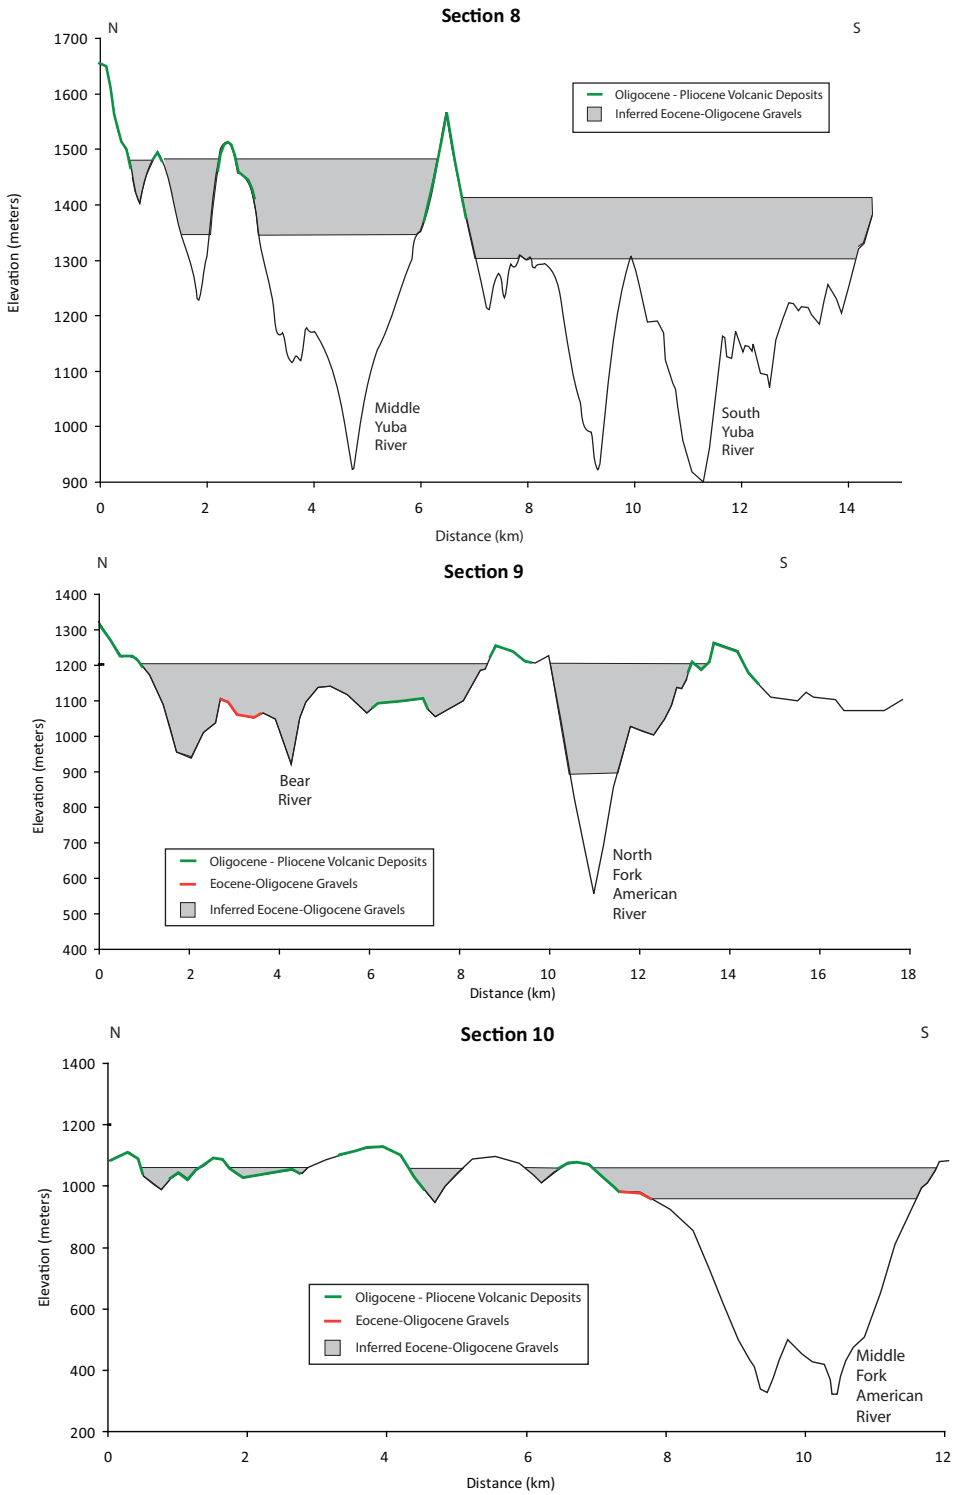 Section 8
N
S
1700
1600
1500
1400
1300
1200
1100
1000
900
Elevation (meters)
Oligocene - Pliocene Volcanic Deposits
Inferred Eocene-Oligocene Gravels
Middle
Yuba
River
South
Yuba
River
0 2 4 6 8 10 12 14
Distance (km)
N
S
Section 9
1400
1300
1200
1100
1000
900
800
700
600
500
400
Elevation (meters)
Bear
River
North
Fork
American
River
Oligocene - Pliocene Volcanic Deposits
Eocene-Oligocene Gravels
Inferred Eocene-Oligocene Gravels
0 2 4 6 8 10 12 14 16 18
Distance (km)
N
Section 10
S
1400
1200
1000
800
600
400
200
Elevation (meters)
Oligocene - Pliocene Volcanic Deposits
Eocene-Oligocene Gravels
Inferred Eocene-Oligocene Gravels
Middle
Fork
American
River
0 2 4 6 8 10 12
Distance (km)